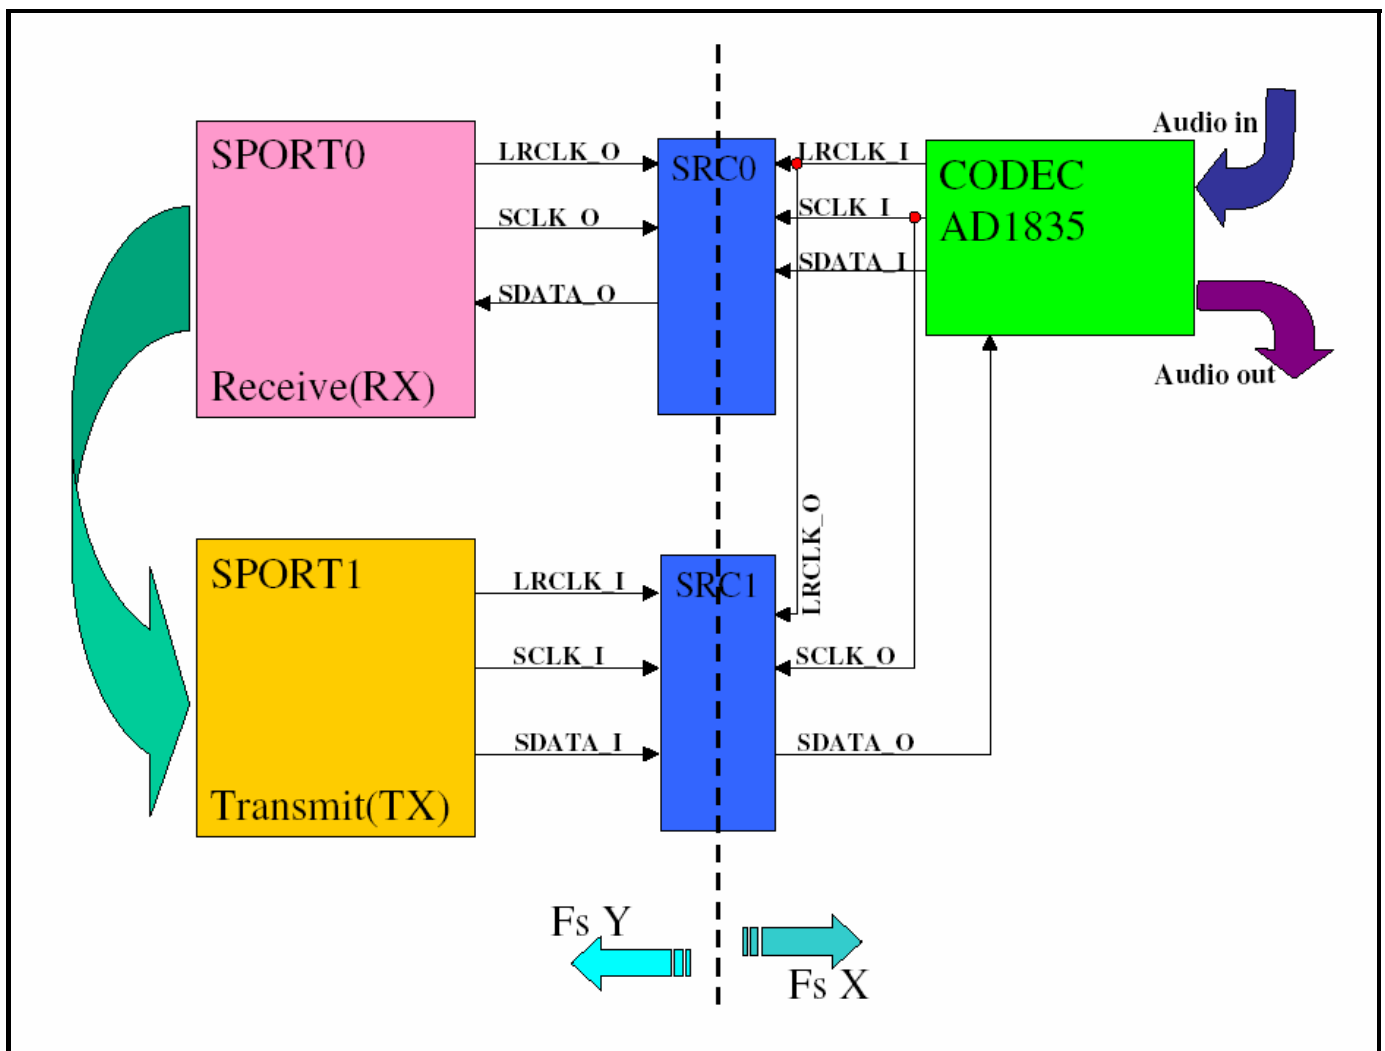 Audio in
SPORT0
LRCLK_O
SRC0
LRCLK_I
CODEC
SCLK_O
SCLK_I
AD1835
SDATA_O
SDATA_I
Receive(RX)
Audio out
LRCLK_O
SPORT1
LRCLK_I
SRC1
SCLK_I
SCLK_O
SDATA_I
SDATA_O
Transmit(TX)
Fs Y
Fs X